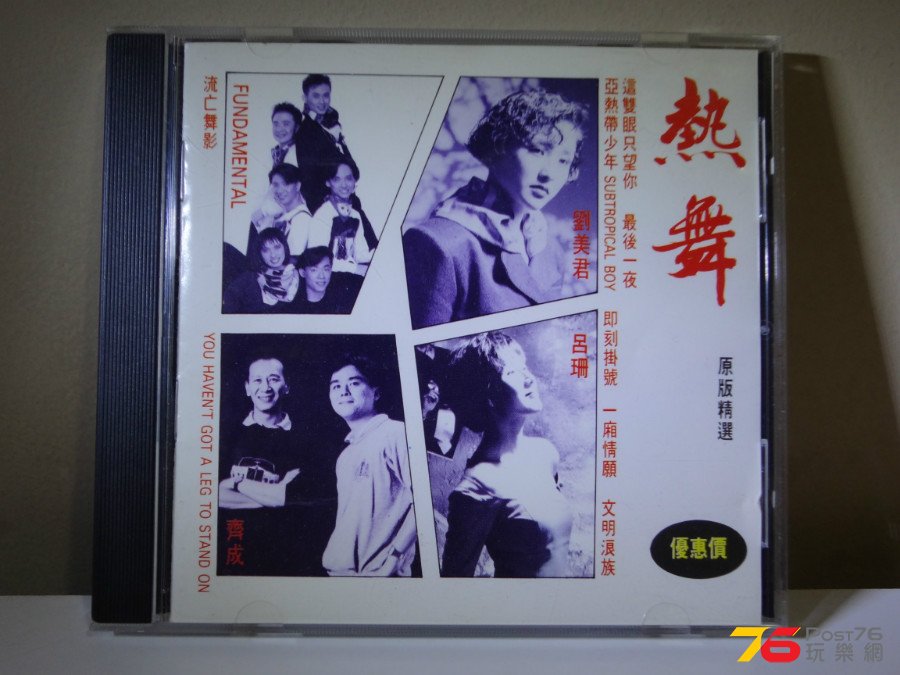 熱舞
原版精選
優惠價
這雙眼只望你 最後一夜
亞熱帶少年 SUBTROPICAL BOY
即刻掛號 一廂情願 文明浪族
劉美君
呂珊
FUNDAMENTAL
流亡舞影
齊成
YOU HAVEN'T GOT A LEG TO STAND ON
76 POST76
玩樂網